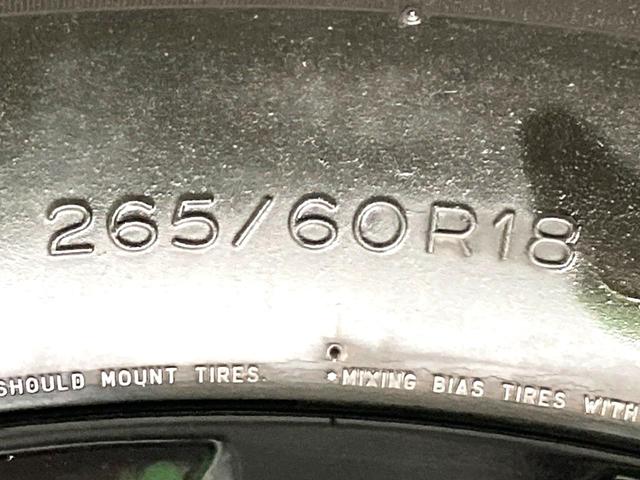 265/60R18
SHOULD MOUNT TIRES. *MIXING BIAS TIRES WITH